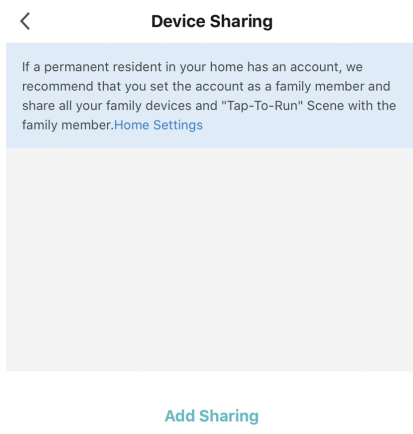 Device Sharing
If a permanent resident in your home has an account, we
recommend that you set the account as a family member and
share all your family devices and "Tap-To-Run" Scene with the
family member.Home Settings
Add Sharing